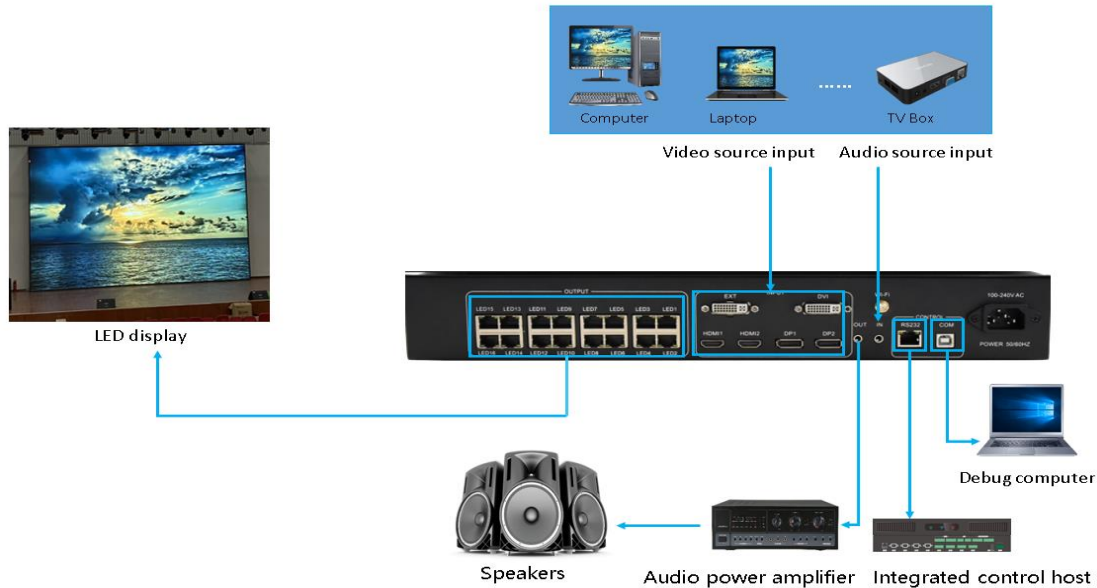 Computer
Laptop
......
TV Box
Video source input
Audio source input
LED display
OUTPUT
LED15 LED13 LED11 LED9 LED7 LED5 LED3 LED1
LED16 LED14 LED12 LED10 LED8 LED6 LED4 LED2
EXT
DVI
HDMI1 HDMI2 DP1 DP2
OUT IN
CONTROL
RS232
COM
100-240V AC
POWER 50/60HZ
Debug computer
Speakers
Audio power amplifier
Integrated control host